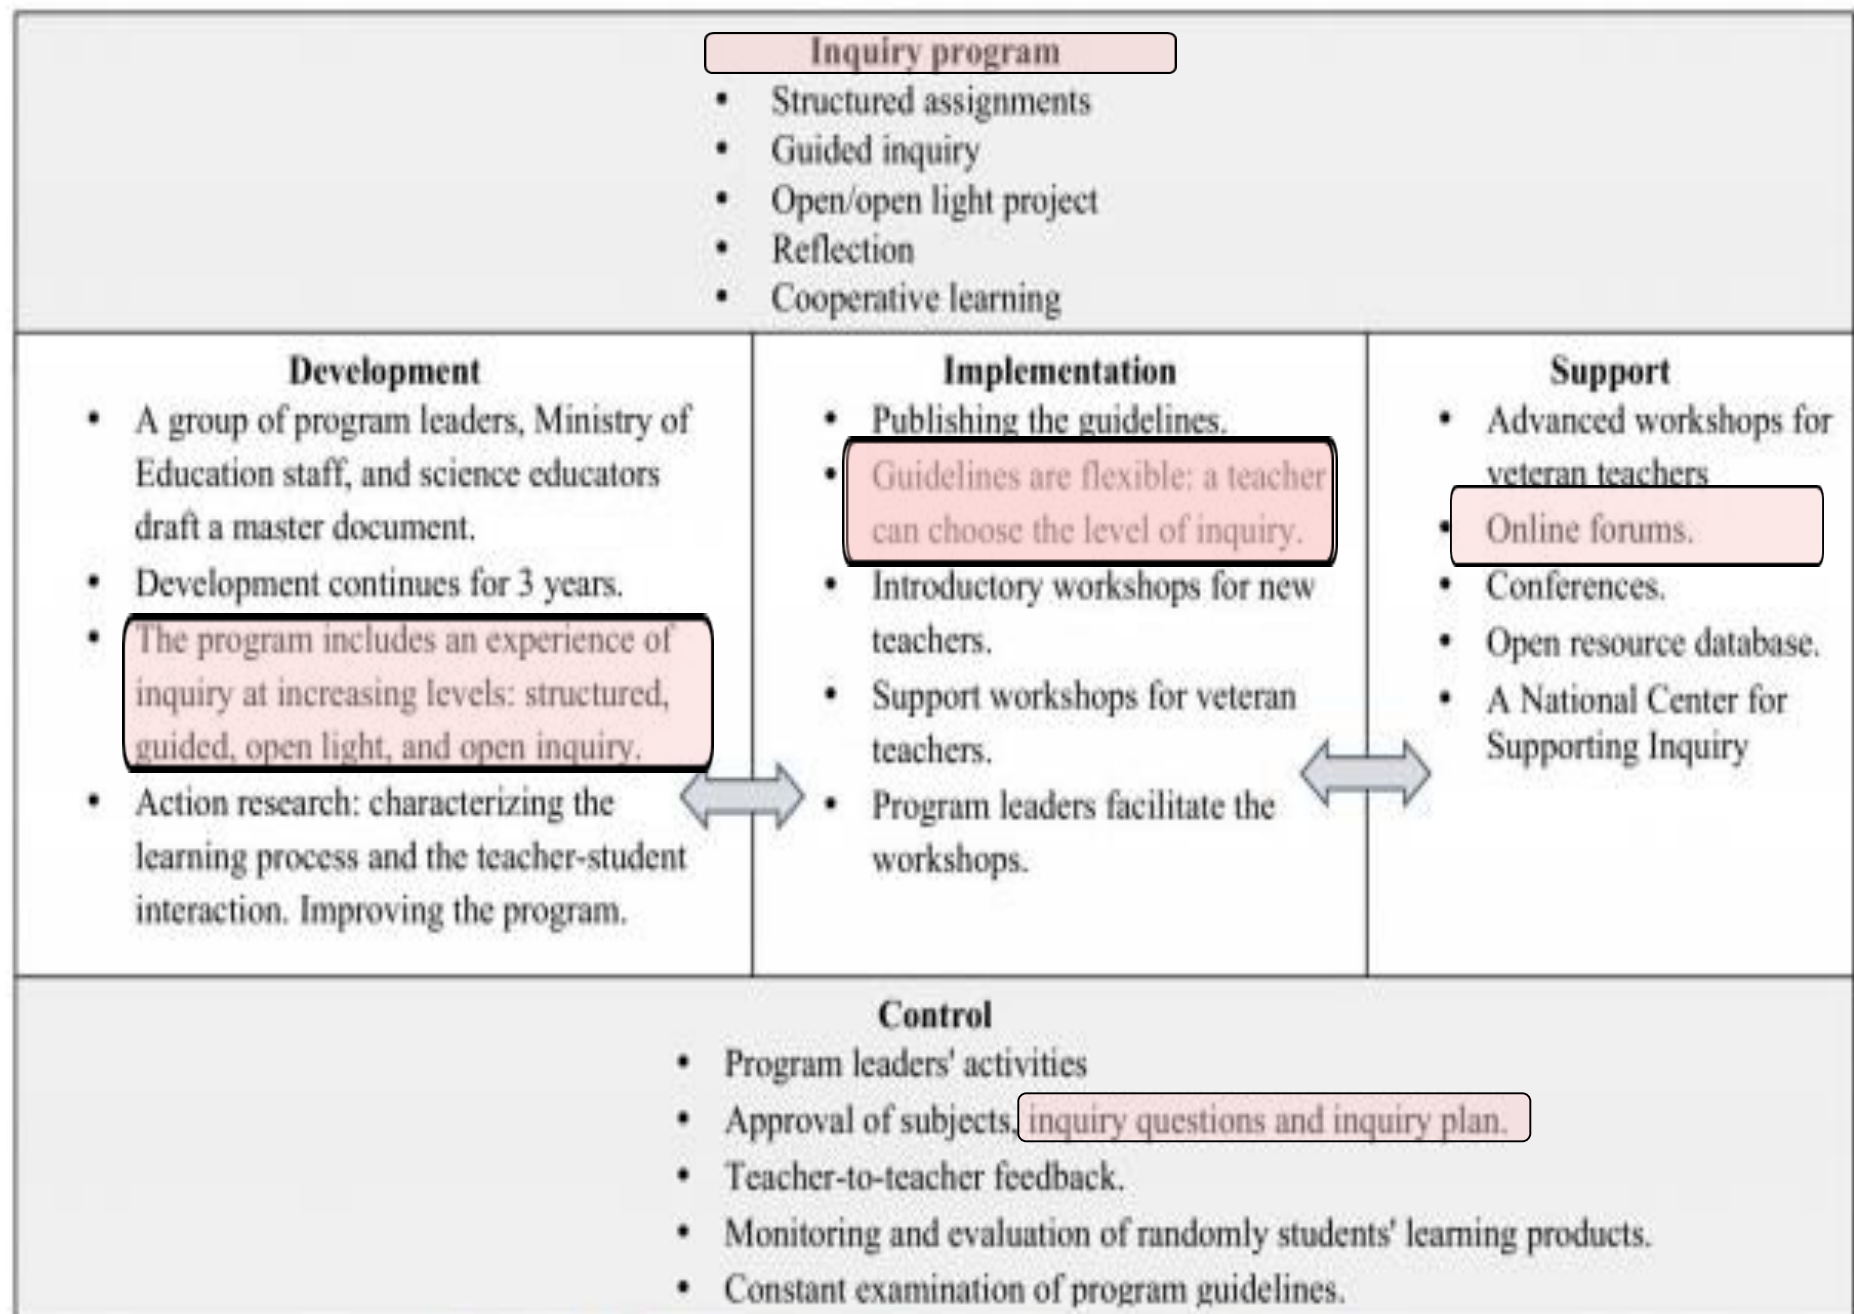 Inquiry program
• Structured assignments
• Guided inquiry
• Open/open light project
• Reflection
• Cooperative learning
Development
• A group of program leaders, Ministry of
Education staff, and science educators
draft a master document.
• Development continues for 3 years.
• The program includes an experience of
inquiry at increasing levels: structured,
guided, open light, and open inquiry.
• Action research: characterizing the
learning process and the teacher-student
interaction. Improving the program.
Implementation
• Publishing the guidelines.
• Guidelines are flexible: a teacher
can choose the level of inquiry.
• Introductory workshops for new
teachers.
• Support workshops for veteran
teachers.
• Program leaders facilitate the
workshops.
Support
• Advanced workshops for
veteran teachers
• Online forums.
• Conferences.
• Open resource database.
• A National Center for
Supporting Inquiry
Control
• Program leaders' activities
• Approval of subjects, inquiry questions and inquiry plan.
• Teacher-to-teacher feedback.
• Monitoring and evaluation of randomly students' learning products.
• Constant examination of program guidelines.